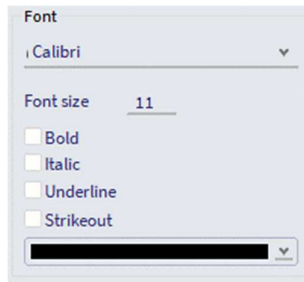 Font
Calibri
Font size 11
Bold
Italic
Underline
Strikeout